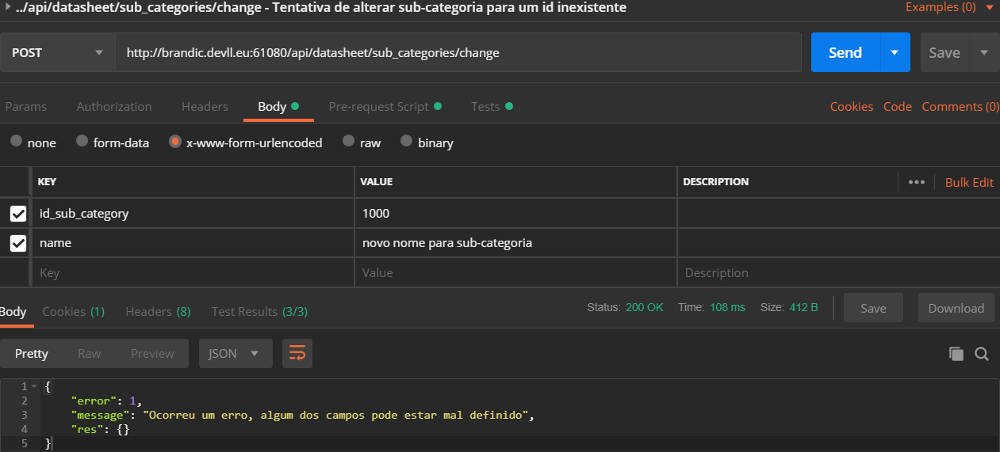 ../api/datasheet/sub_categories/change - Tentativa de alterar sub-categoria para um id inexistente
Examples (0)
POST
http://brandic.devll.eu:61080/api/datasheet/sub_categories/change
Send
Save
Params
Authorization
Headers
Body
Pre-request Script
Tests
Cookies
Code
Comments (0)
none
form-data
x-www-form-urlencoded
raw
binary
KEY
VALUE
DESCRIPTION
Bulk Edit
id_sub_category
1000
name
novo nome para sub-categoria
Key
Value
Description
Body
Cookies (1)
Headers (8)
Test Results (3/3)
Status: 200 OK
Time: 108 ms
Size: 412 B
Save
Download
Pretty
Raw
Preview
JSON
1 {
2 "error": 1,
3 "message": "Ocorreu um erro, algum dos campos pode estar mal definido",
4 "res": {}
5 }